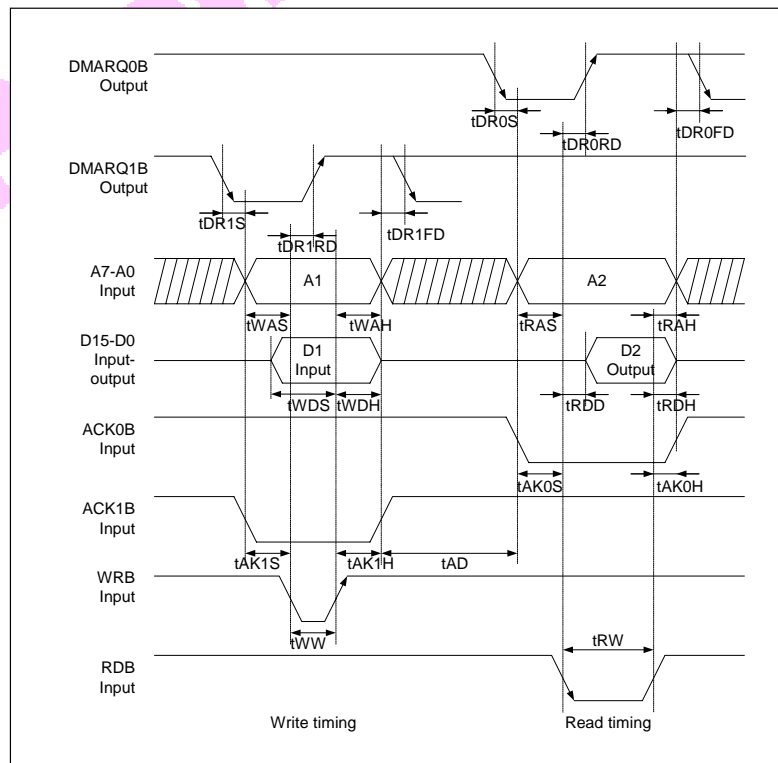 DMARQ0B
Output
tDR0S
tDR0RD
tDR0FD
DMARQ1B
Output
tDR1S
tDR1RD
tDR1FD
A7-A0
Input
A1
A2
tWAS
tWAH
tRAS
tRAH
D15-D0
Input-
output
D1
Input
D2
Output
tWDS
tWDH
tRDD
tRDH
ACK0B
Input
tAK0S
tAK0H
ACK1B
Input
tAK1S
tAK1H
tAD
WRB
Input
tWW
tRW
RDB
Input
Write timing
Read timing